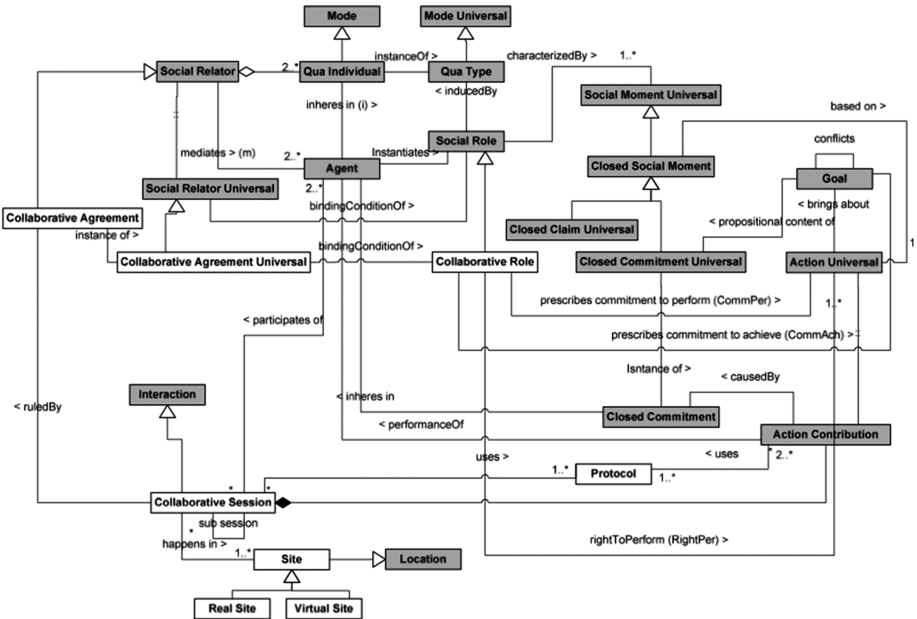 Mode
Mode Universal
instanceOf >
characterizedBy >
1..*
Social Relator
2..*
Qua Individual
Qua Type
< inducedBy
Social Moment Universal
inheres in (i) >
based on >
Social Role
conflicts
mediates > (m)
2..*
Instantiates >
Agent
Closed Social Moment
Goal
2..*
Social Relator Universal
bindingConditionOf >
< brings about
Collaborative Agreement
< propositional content of
instance of >
Closed Claim Universal
bindingConditionOf >
1
Collaborative Agreement Universal
Collaborative Role
Closed Commitment Universal
Action Universal
prescribes commitment to perform (CommPer) >
1..*
< participates of
prescribes commitment to achieve (CommAch) >
Isntance of >
< causedBy
Interaction
< inheres in
< ruledBy
Closed Commitment
< performanceOf
Action Contribution
uses >
< uses
*
2..*
1..*
Protocol
1..*
*
*
Collaborative Session
sub session
*
happens in >
rightToPerform (RightPer) >
1..*
Site
Location
Real Site
Virtual Site